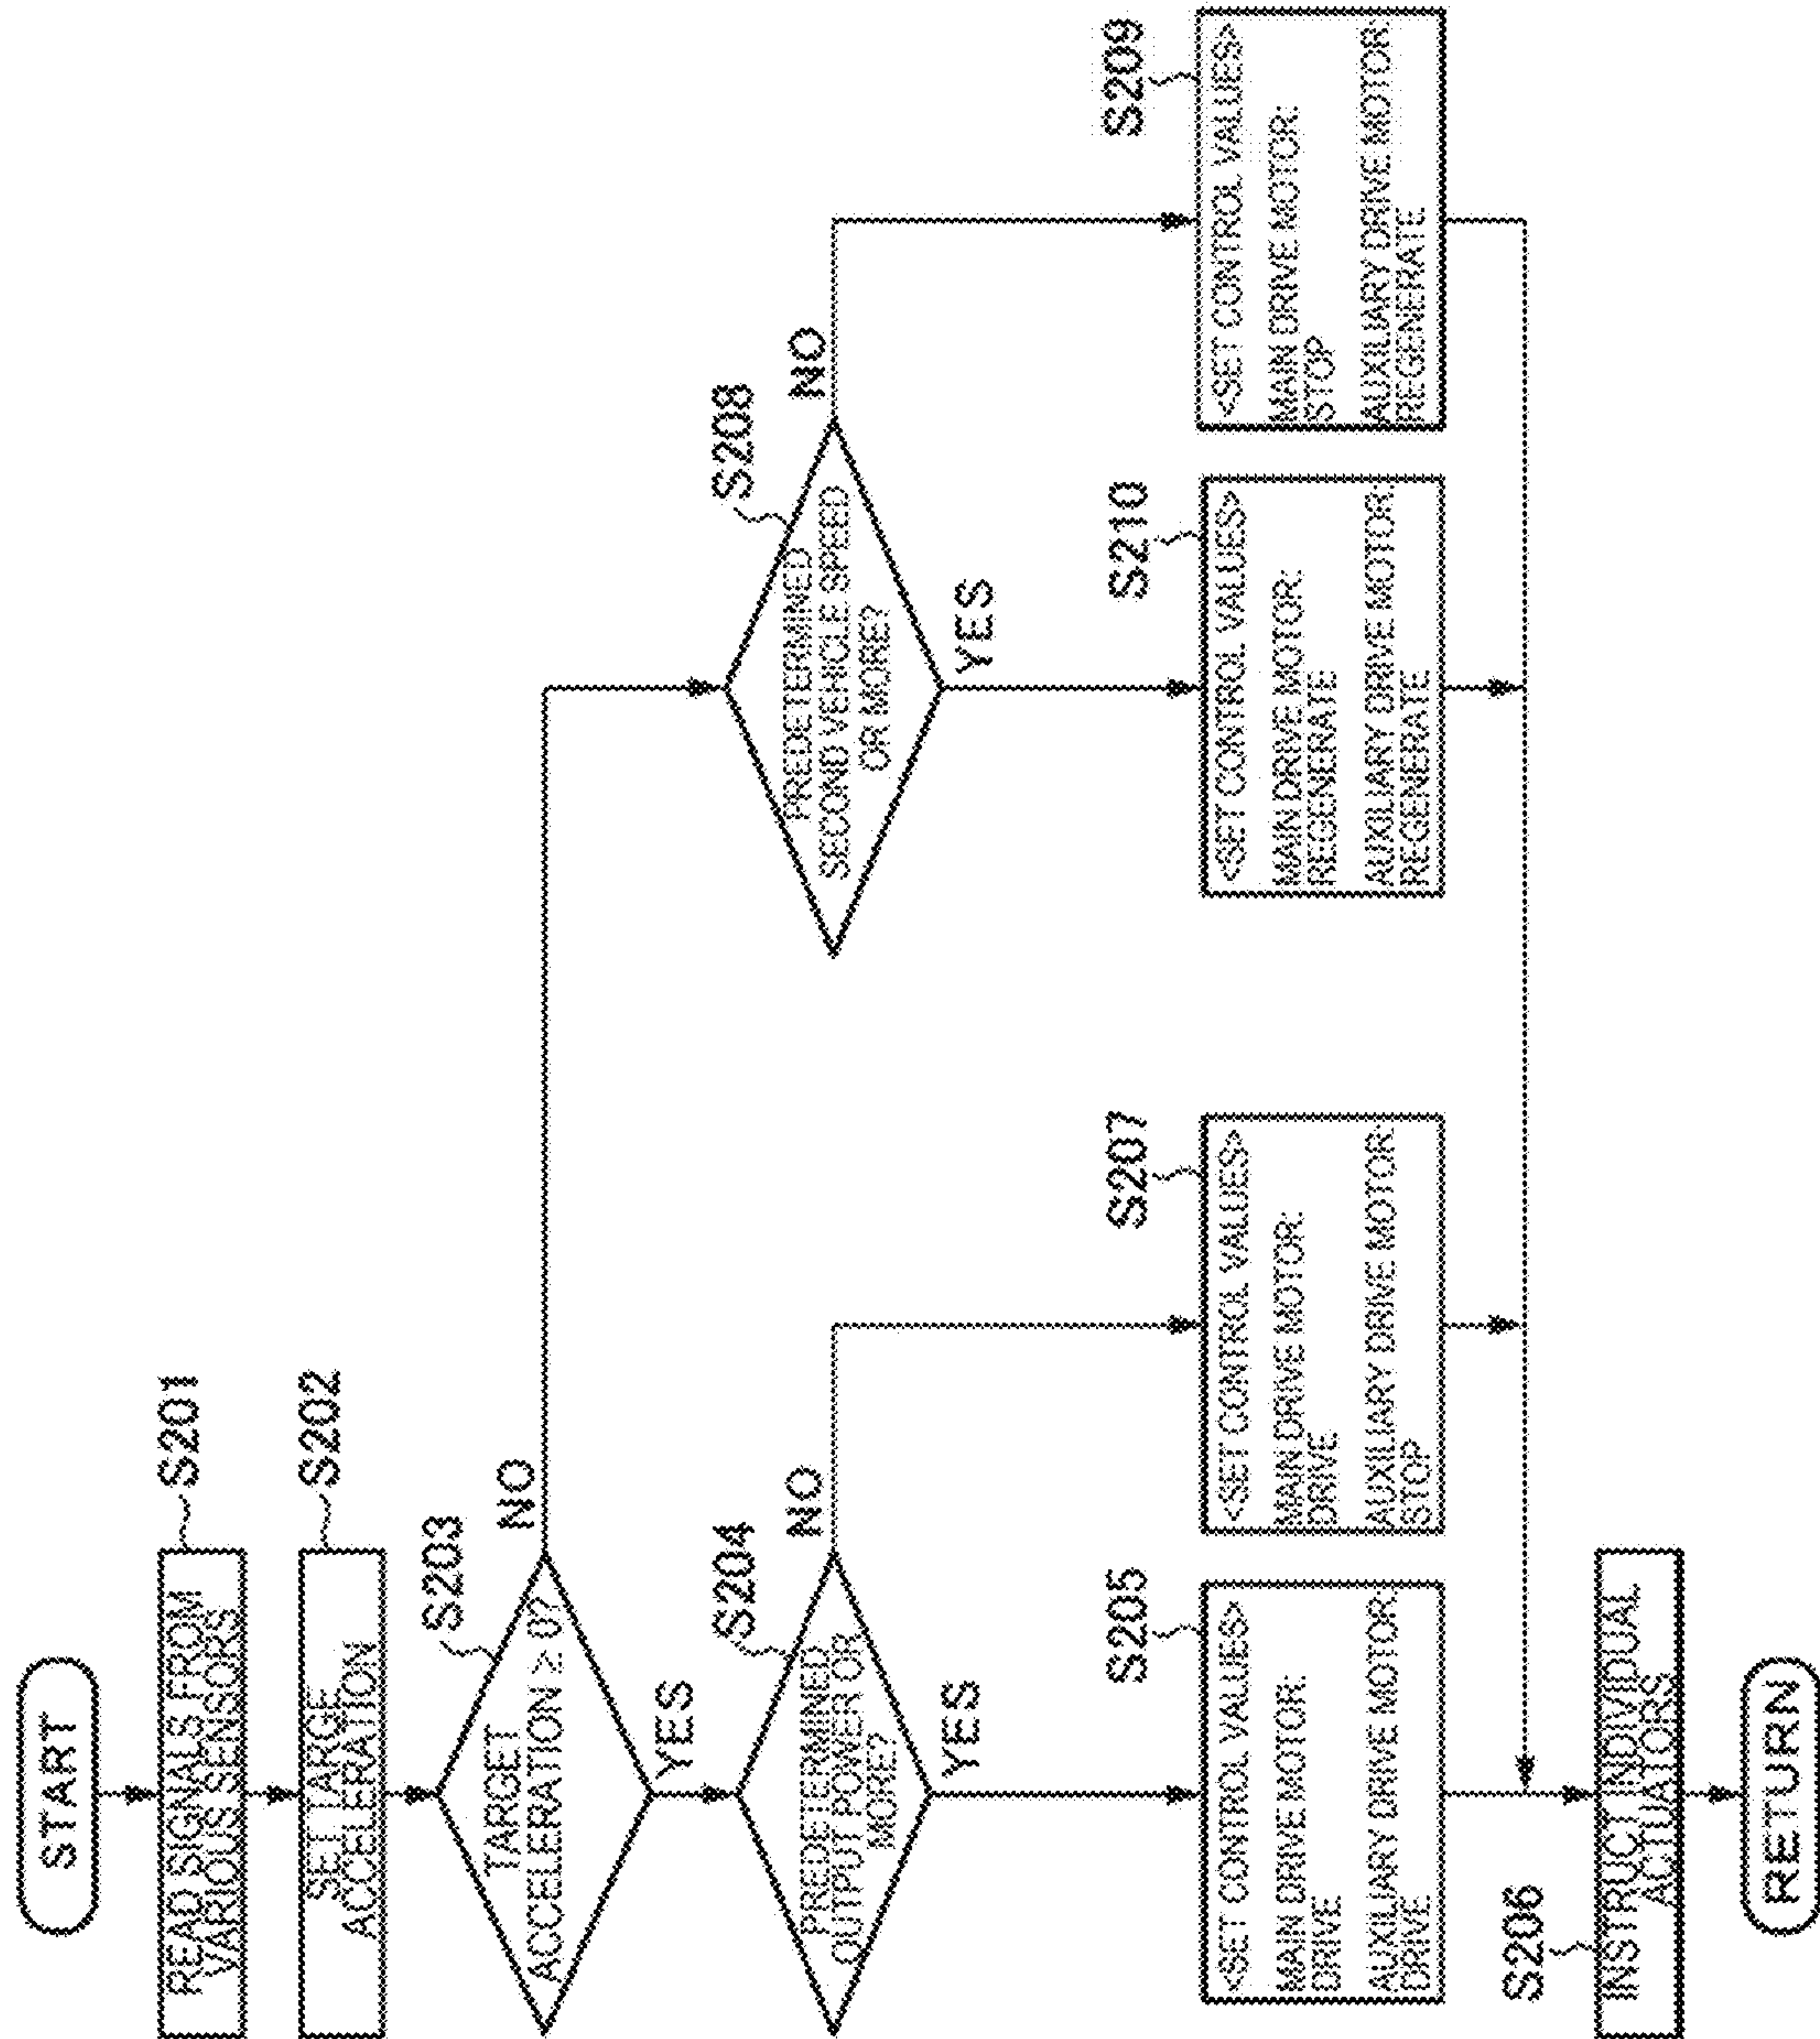 START
S201
READ SIGNALS FROM
VARIOUS SENSORS
S202
SET TARGE
ACCELERATION
S203
TARGET
ACCELERATION ≥ 0?
NO
YES
S204
PREDETERMINED
OUTPUT POWER OR
MORE?
NO
YES
S208
PREDETERMINED
SECOND VEHICLE SPEED
OR MORE?
NO
YES
S205
<SET CONTROL VALUES>
MAIN DRIVE MOTOR:
DRIVE
AUXILIARY DRIVE MOTOR:
DRIVE
S207
<SET CONTROL VALUES>
MAIN DRIVE MOTOR:
DRIVE
AUXILIARY DRIVE MOTOR:
STOP
S210
<SET CONTROL VALUES>
MAIN DRIVE MOTOR:
REGENERATE
AUXILIARY DRIVE MOTOR:
REGENERATE
S209
<SET CONTROL VALUES>
MAIN DRIVE MOTOR:
STOP
AUXILIARY DRIVE MOTOR:
REGENERATE
S206
INSTRUCT INDIVIDUAL
ACTUATORS
RETURN